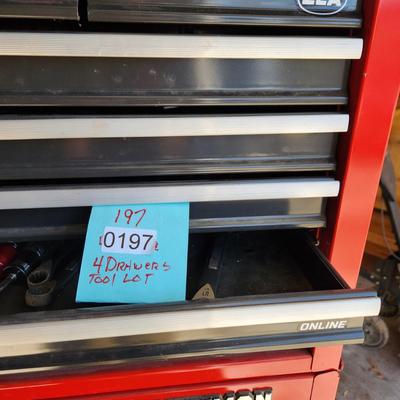 197
0197
4 DRAWERS
TOOL LOT
ONLINE